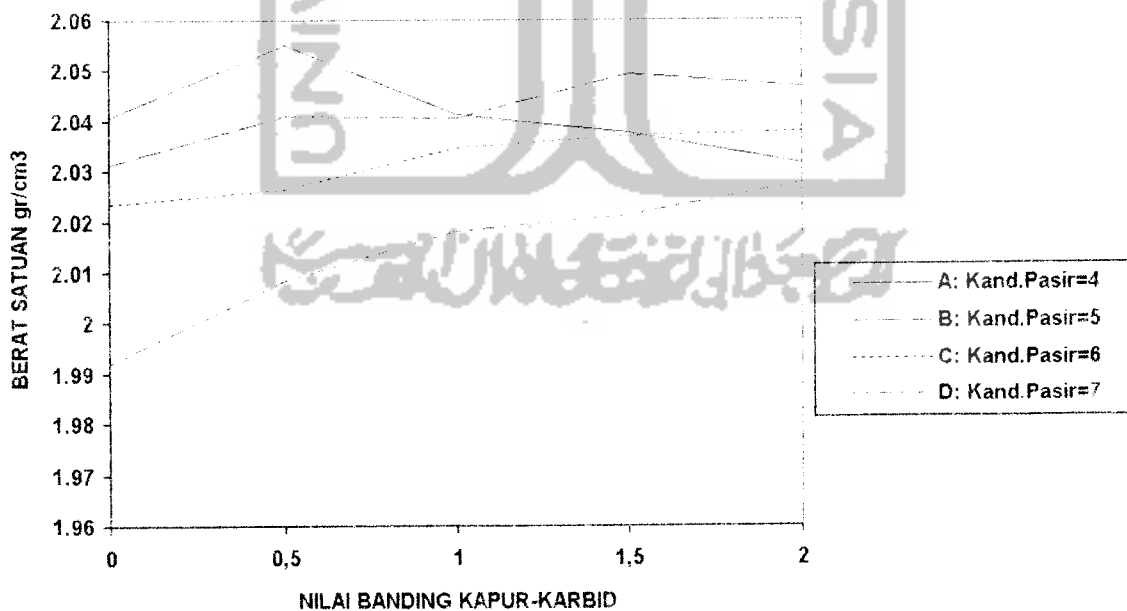 2.06
2.05
2.04
2.03
2.02
2.01
2
1.99
1.98
1.97
1.96
BERAT SATUAN gr/cm3
0 0,5 1 1,5 2
NILAI BANDING KAPUR-KARBID
A: Kand.Pasir=4
B: Kand.Pasir=5
C: Kand.Pasir=6
D: Kand.Pasir=7
UNI
SIA